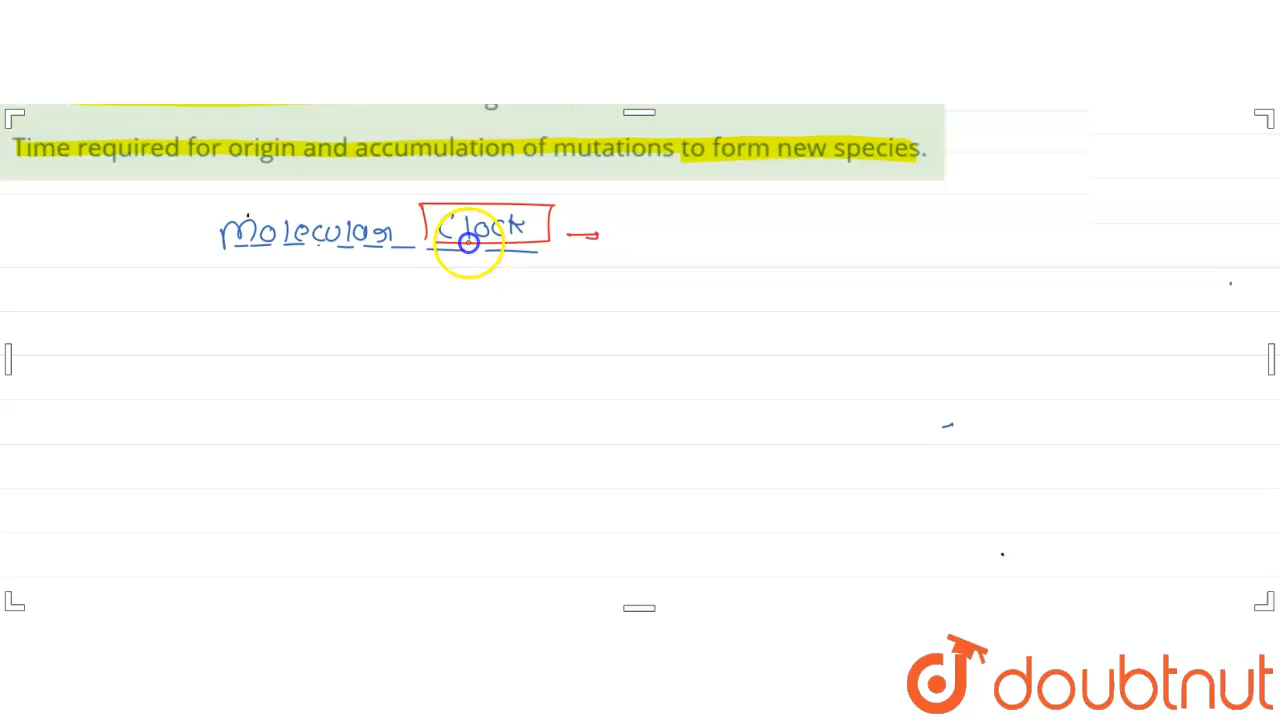 Time required for origin and accumulation of mutations to form new species.
Molecular Clock →
doubtnut